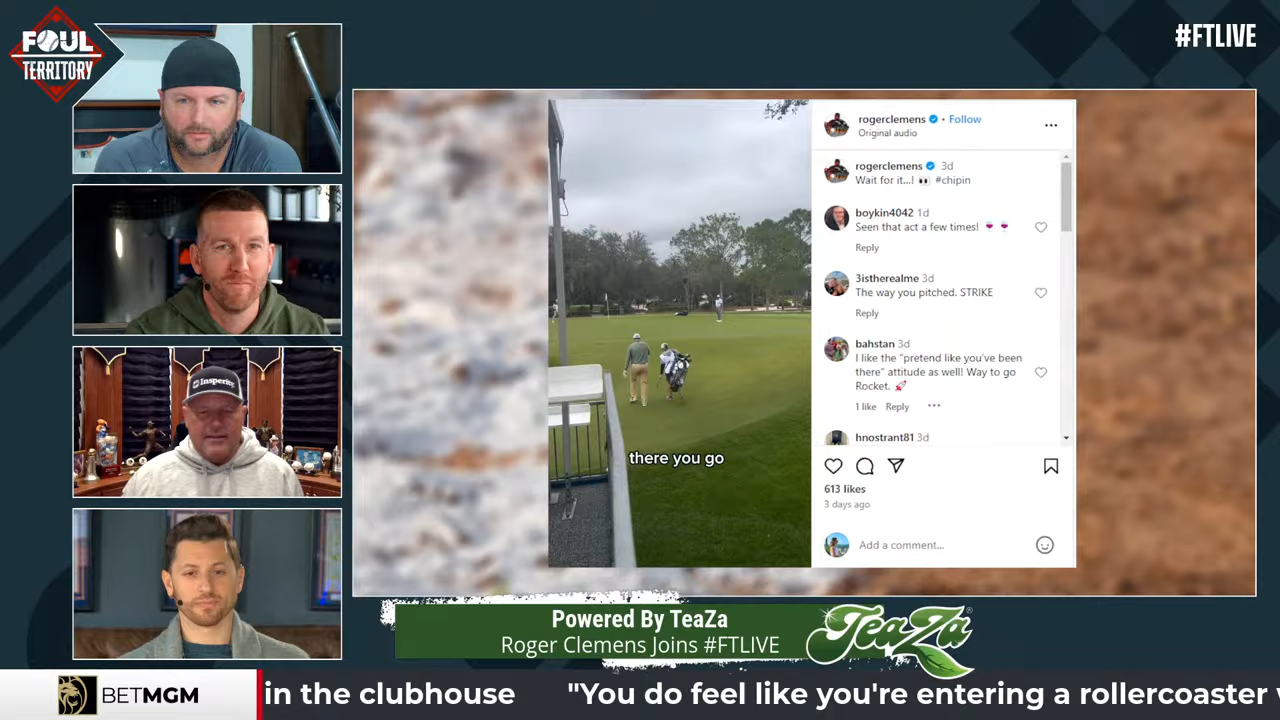 FOUL
TERRITORY
#FTLIVE
Insperity
rogerclemens • Follow
Original audio
rogerclemens 3d
Wait for it...! 👀 #chipin
boykin4042 1d
Seen that act a few times! 🍷 🍷
Reply
3istherealme 3d
The way you pitched. STRIKE
Reply
bahstan 3d
I like the "pretend like you've been
there" attitude as well! Way to go
Rocket. 🚀
1 like Reply
hnostrant81 3d
there you go
613 likes
3 days ago
Add a comment...
Powered By TeaZa
Roger Clemens Joins #FTLIVE
TeaZa®
BETMGM
in the clubhouse "You do feel like you're entering a rollercoaster